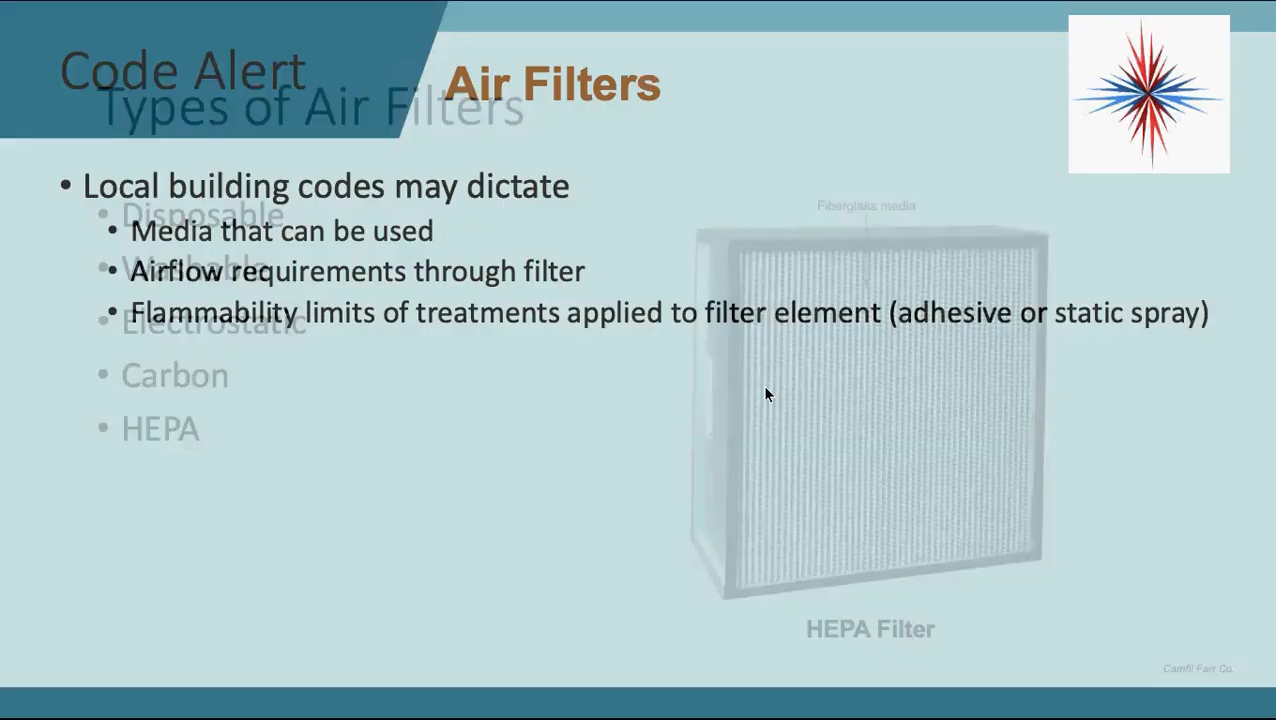 Code Alert
Air Filters
Types of Air Filters
• Local building codes may dictate
• Media that can be used
• Airflow requirements through filter
• Flammability limits of treatments applied to filter element (adhesive or static spray)
• Disposable
• Washable
• Electrostatic
• Carbon
• HEPA
Fiberglass media
HEPA Filter
Camfil Farr Co.